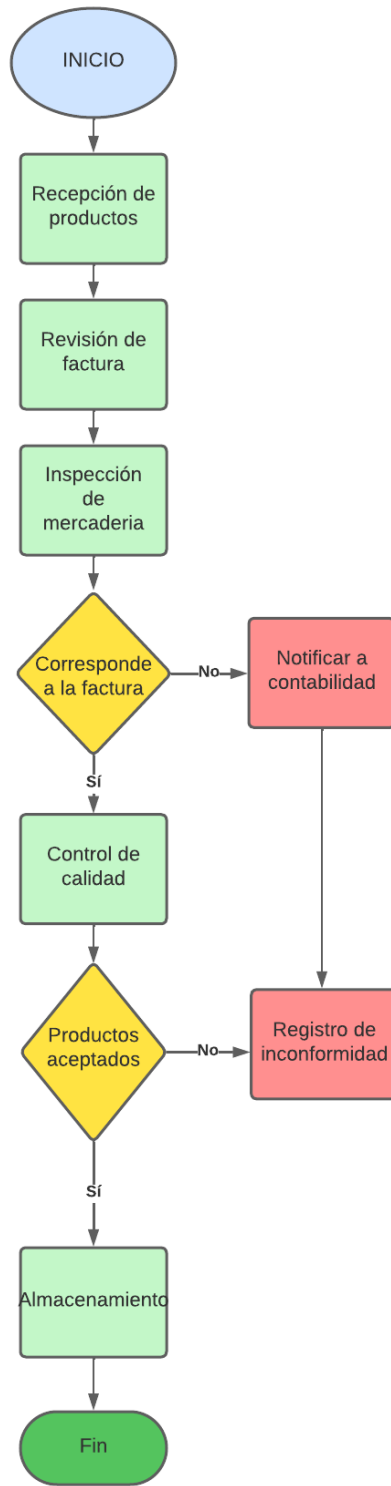 INICIO
Recepción de
productos
Revisión de
factura
Inspección
de
mercaderia
Corresponde
a la factura
No
Notificar a
contabilidad
Sí
Control de
calidad
Productos
aceptados
No
Registro de
inconformidad
Sí
Almacenamiento
Fin